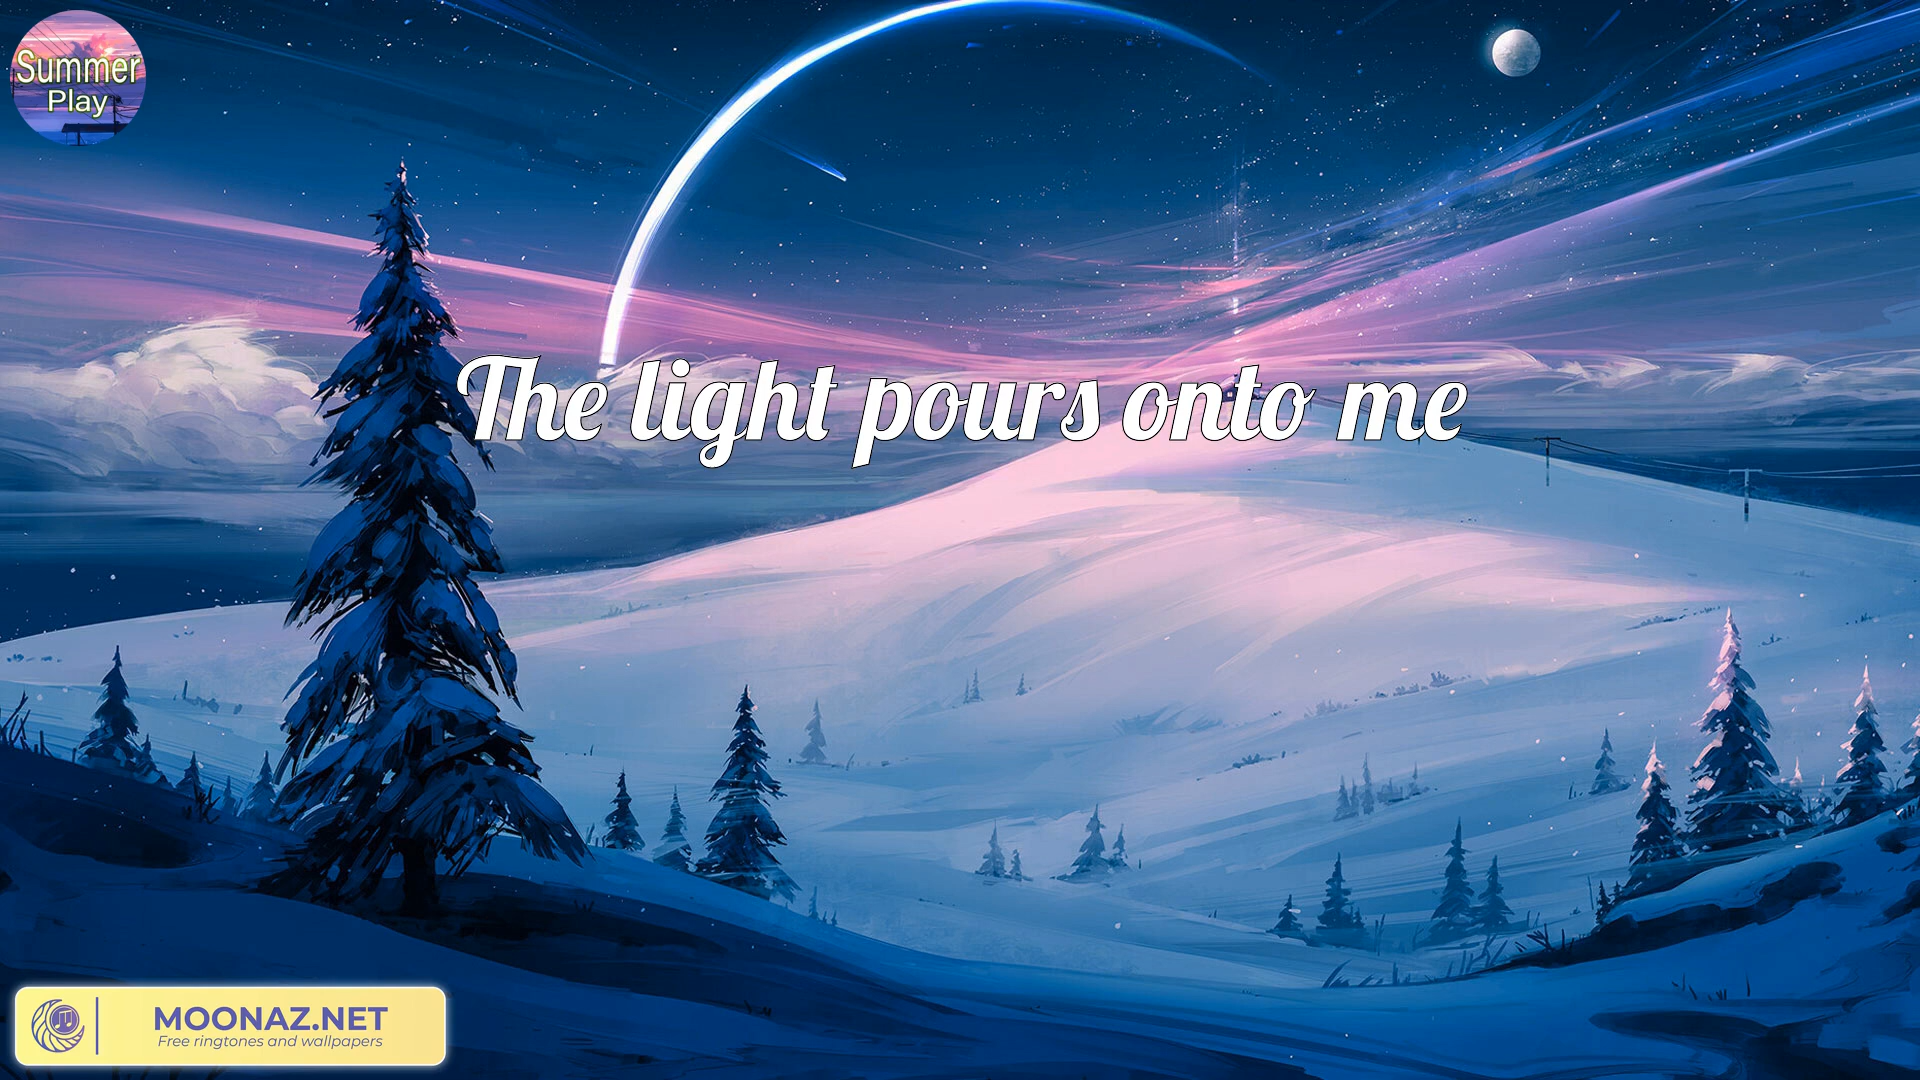 Summer
Play
The light pours onto me
MOONAZ.NET
Free ringtones and wallpapers